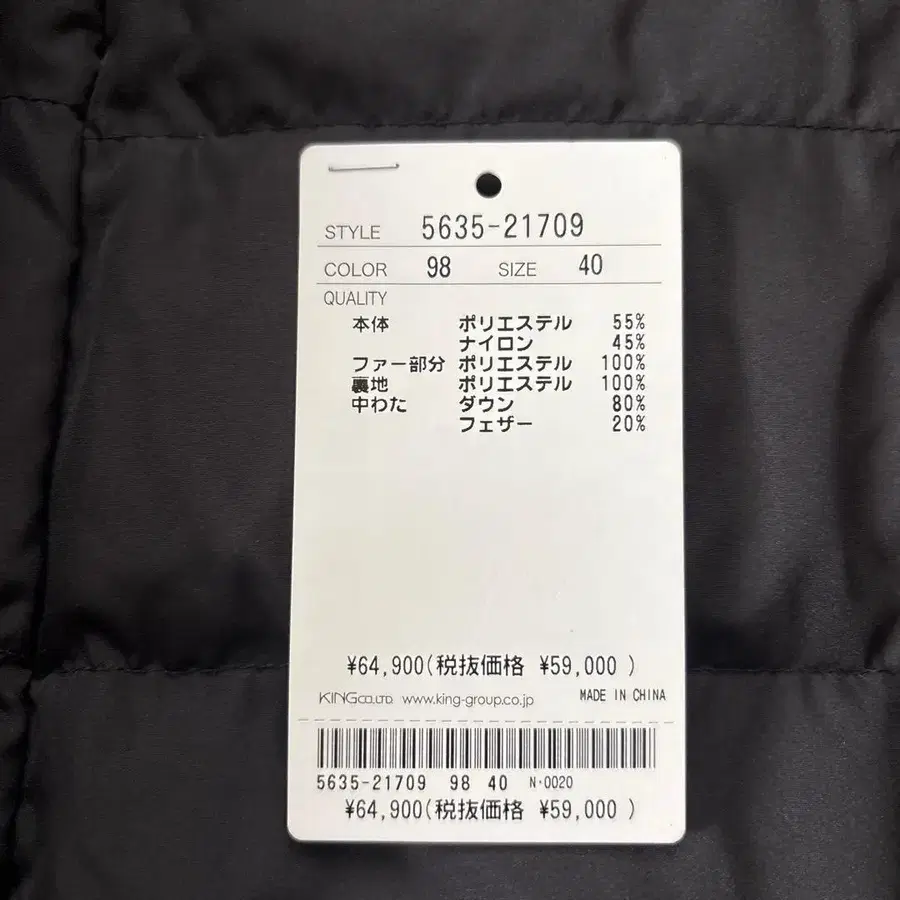 STYLE 5635-21709
COLOR 98 SIZE 40
QUALITY
本体 ポリエステル 55%
ナイロン 45%
ファー部分 ポリエステル 100%
裏地 ポリエステル 100%
中わた ダウン 80%
フェザー 20%
¥64,900(税抜価格 ¥59,000 )
KING CO.,LTD. www.king-group.co.jp MADE IN CHINA
5635-21709 98 40 N・0020
¥64,900(税抜価格 ¥59,000 )